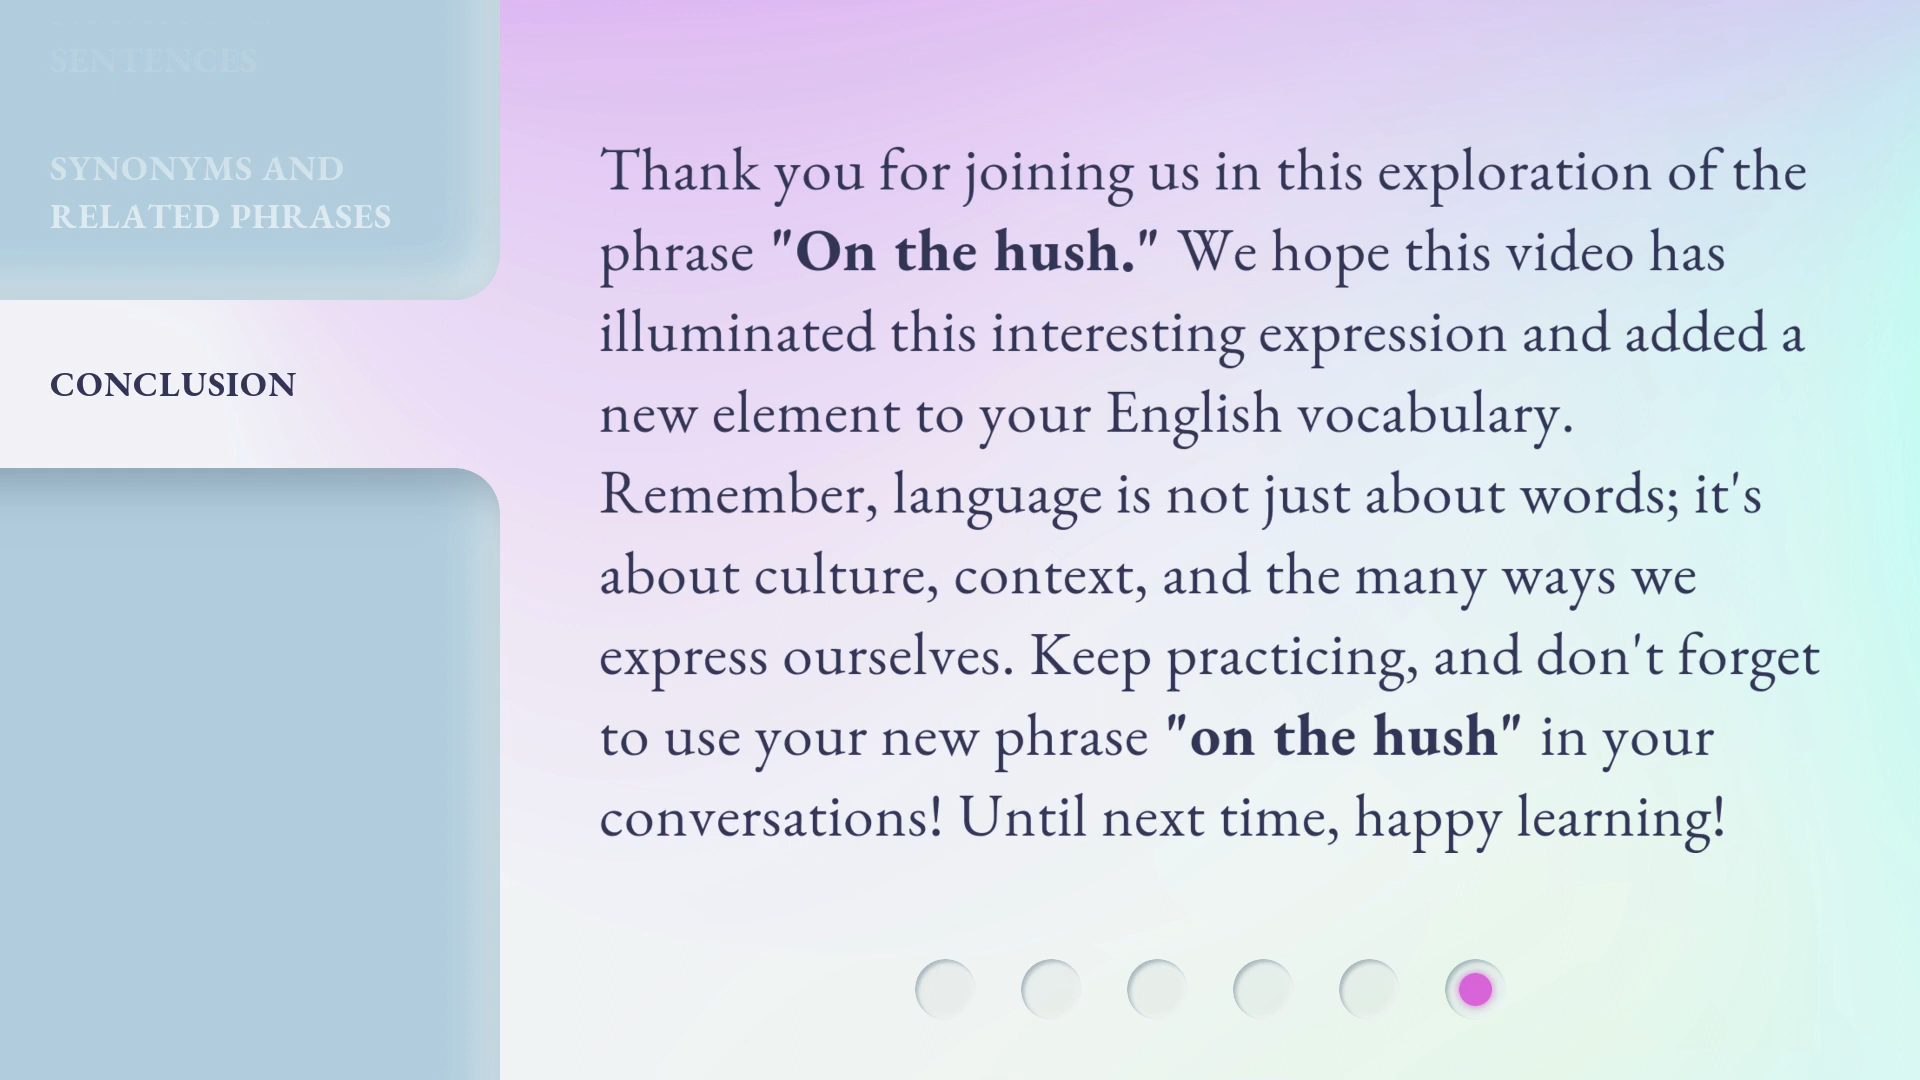 SENTENCES
SYNONYMS AND
RELATED PHRASES
CONCLUSION
Thank you for joining us in this exploration of the
phrase "On the hush." We hope this video has
illuminated this interesting expression and added a
new element to your English vocabulary.
Remember, language is not just about words; it's
about culture, context, and the many ways we
express ourselves. Keep practicing, and don't forget
to use your new phrase "on the hush" in your
conversations! Until next time, happy learning!